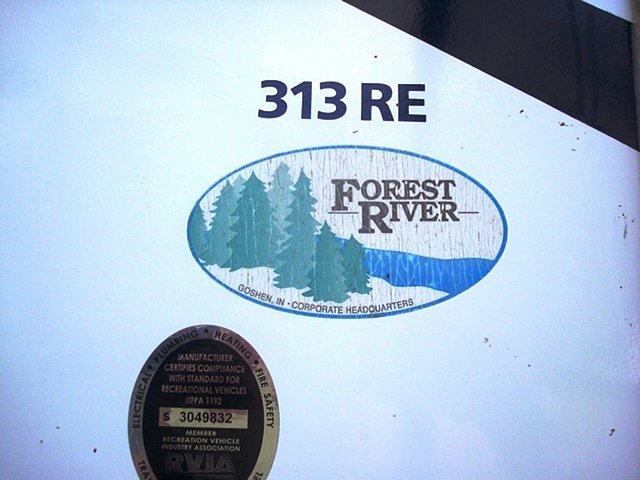 313 RE
FOREST
RIVER
GOSHEN, IN • CORPORATE HEADQUARTERS
ELECTRICAL • PLUMBING • HEATING • FIRE SAFETY
MANUFACTURER
CERTIFIES COMPLIANCE
WITH STANDARD FOR
RECREATIONAL VEHICLES
NFPA 1192
S 3049832
MEMBER
RECREATION VEHICLE
INDUSTRY ASSOCIATION
RVIA